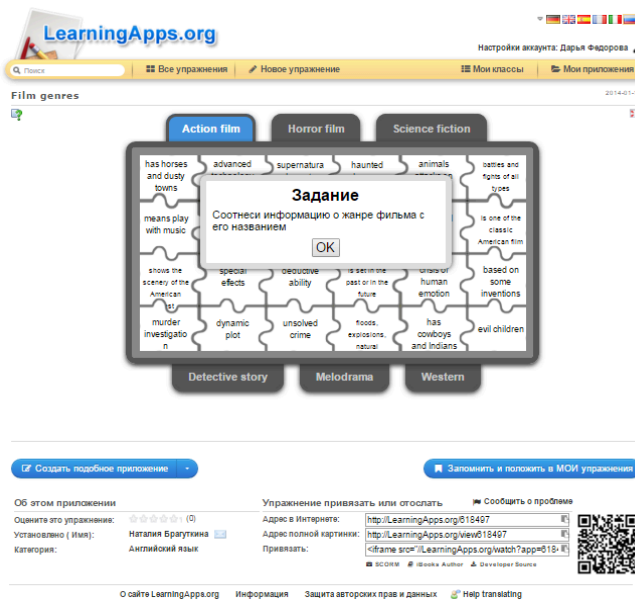 LearningApps.org
Настройки аккаунта: Дарья Федорова
Поиск
Все упражнения
Новое упражнение
Мои классы
Мои приложения
Film genres
Action film
Horror film
Science fiction
has horses
and dusty
towns
advanced
supernatura
haunted
animals
battles and
fights of all
types
Задание
Соотнеси информацию о жанре фильма с
его названием
OK
means play
with music
is one of the
classic
American film
shows the
scenery of the
American
special
effects
deductive
ability
is set in the
past or in the
future
crisis of
human
emotion
based on
some
inventions
murder
investigatio
n
dynamic
plot
unsolved
crime
floods,
explosions,
natural
has
cowboys
and Indians
evil children
Detective story
Melodrama
Western
Создать подобное приложение
Запомнить и положить в МОИ упражнения
Об этом приложении
Упражнение привязать или отослать
Сообщить о проблеме
Оцените это упражнение:
(0)
Адрес в Интернете:
http://LearningApps.org/618497
Установлено ( Имя):
Наталия Брагуткина
Адрес полной картинки:
http://LearningApps.org/view618497
Категория:
Английский язык
Привязать:
<iframe src="//LearningApps.org/watch?app=618
SCORM
iBooks Author
Developer Source
О сайте LearningApps.org
Информация
Защита авторских прав и данных
Help translating